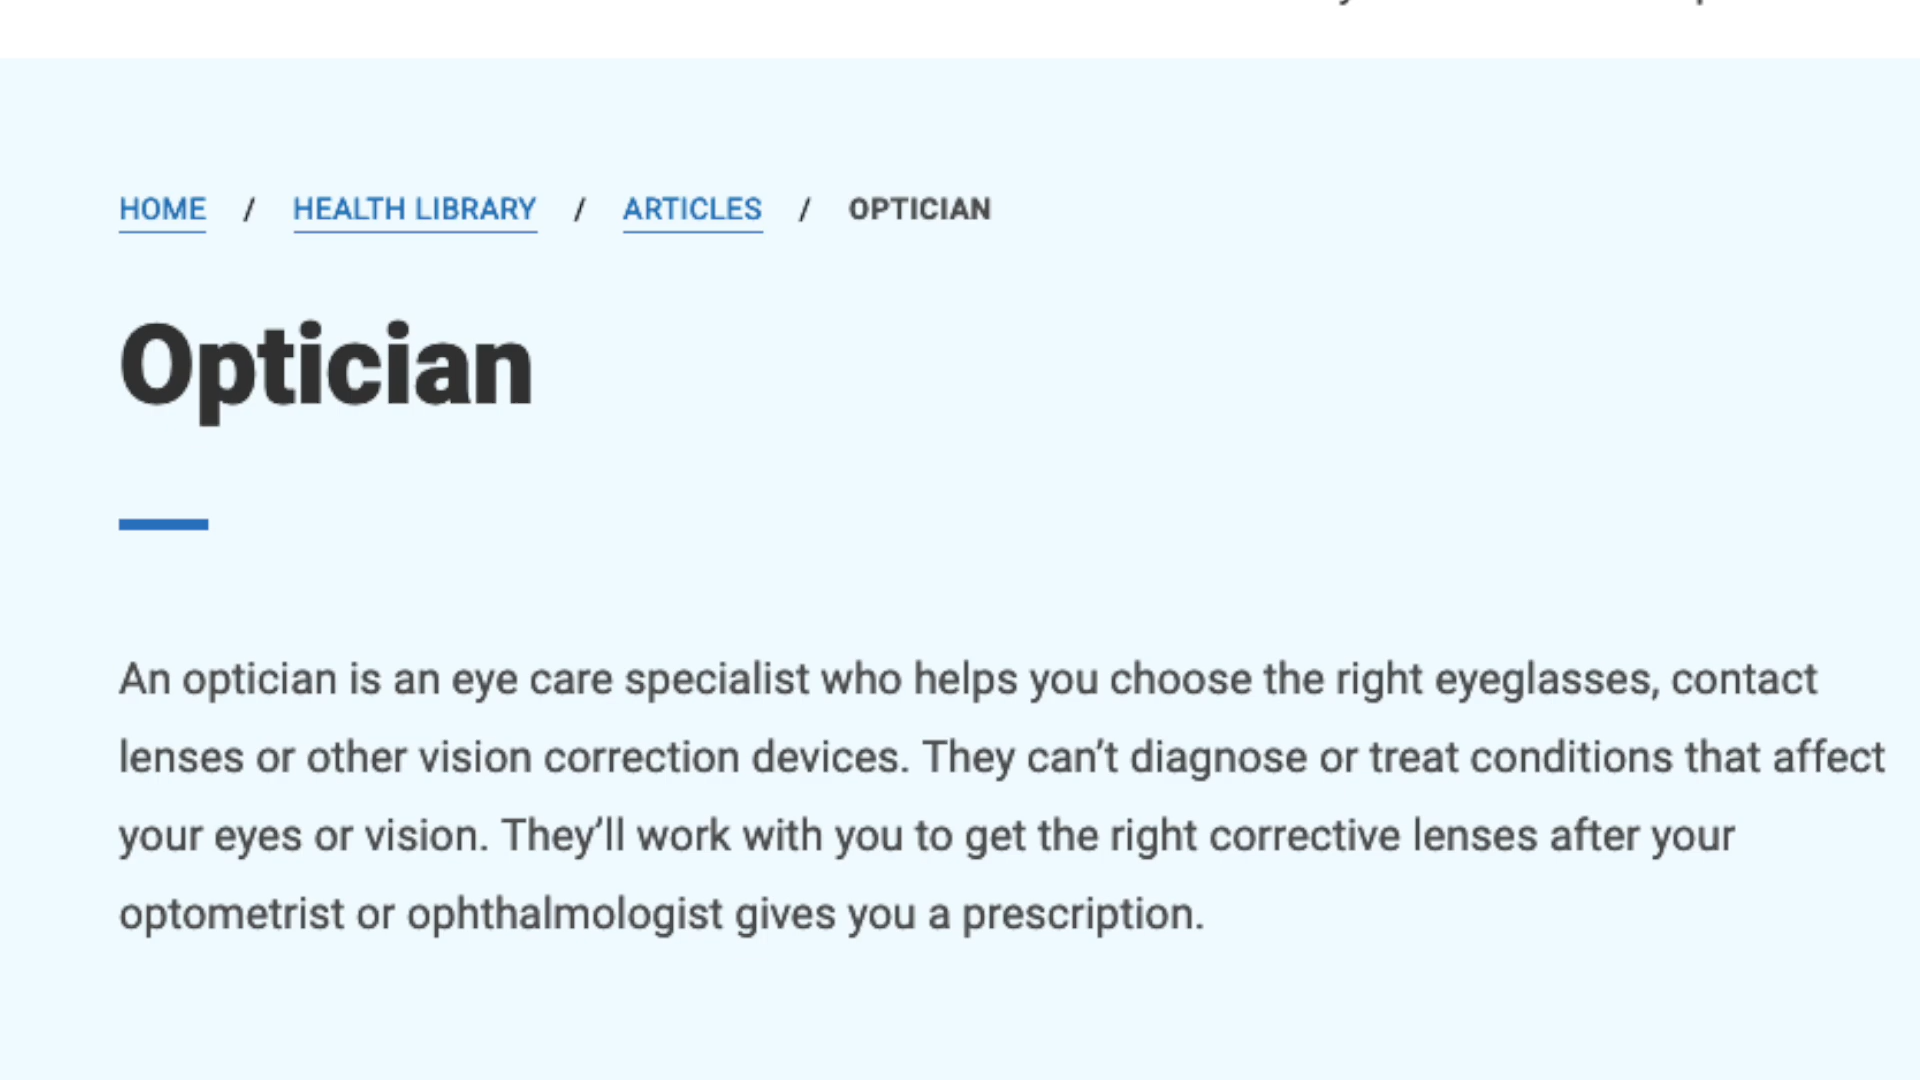 HOME / HEALTH LIBRARY / ARTICLES / OPTICIAN
Optician
An optician is an eye care specialist who helps you choose the right eyeglasses, contact
lenses or other vision correction devices. They can’t diagnose or treat conditions that affect
your eyes or vision. They’ll work with you to get the right corrective lenses after your
optometrist or ophthalmologist gives you a prescription.